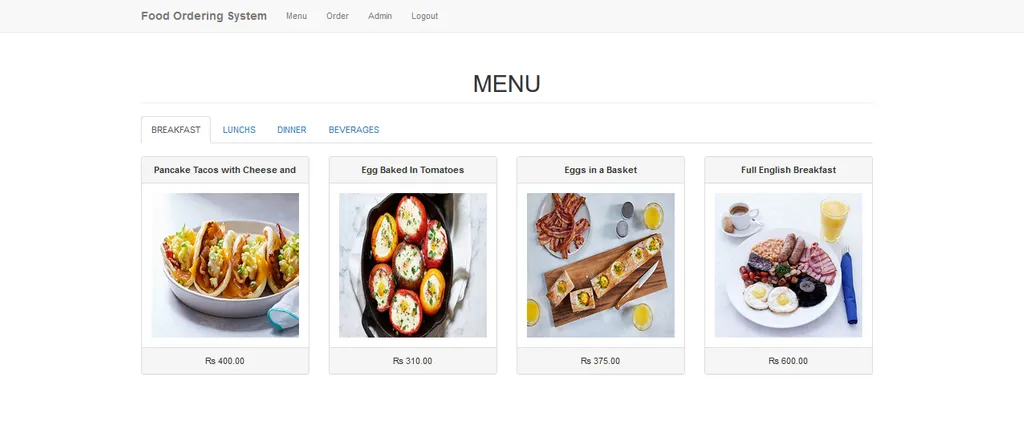 Food Ordering System Menu Order Admin Logout
MENU
BREAKFAST LUNCHS DINNER BEVERAGES
Pancake Tacos with Cheese and
Egg Baked In Tomatoes
Eggs in a Basket
Full English Breakfast
Rs 400.00
Rs 310.00
Rs 375.00
Rs 600.00